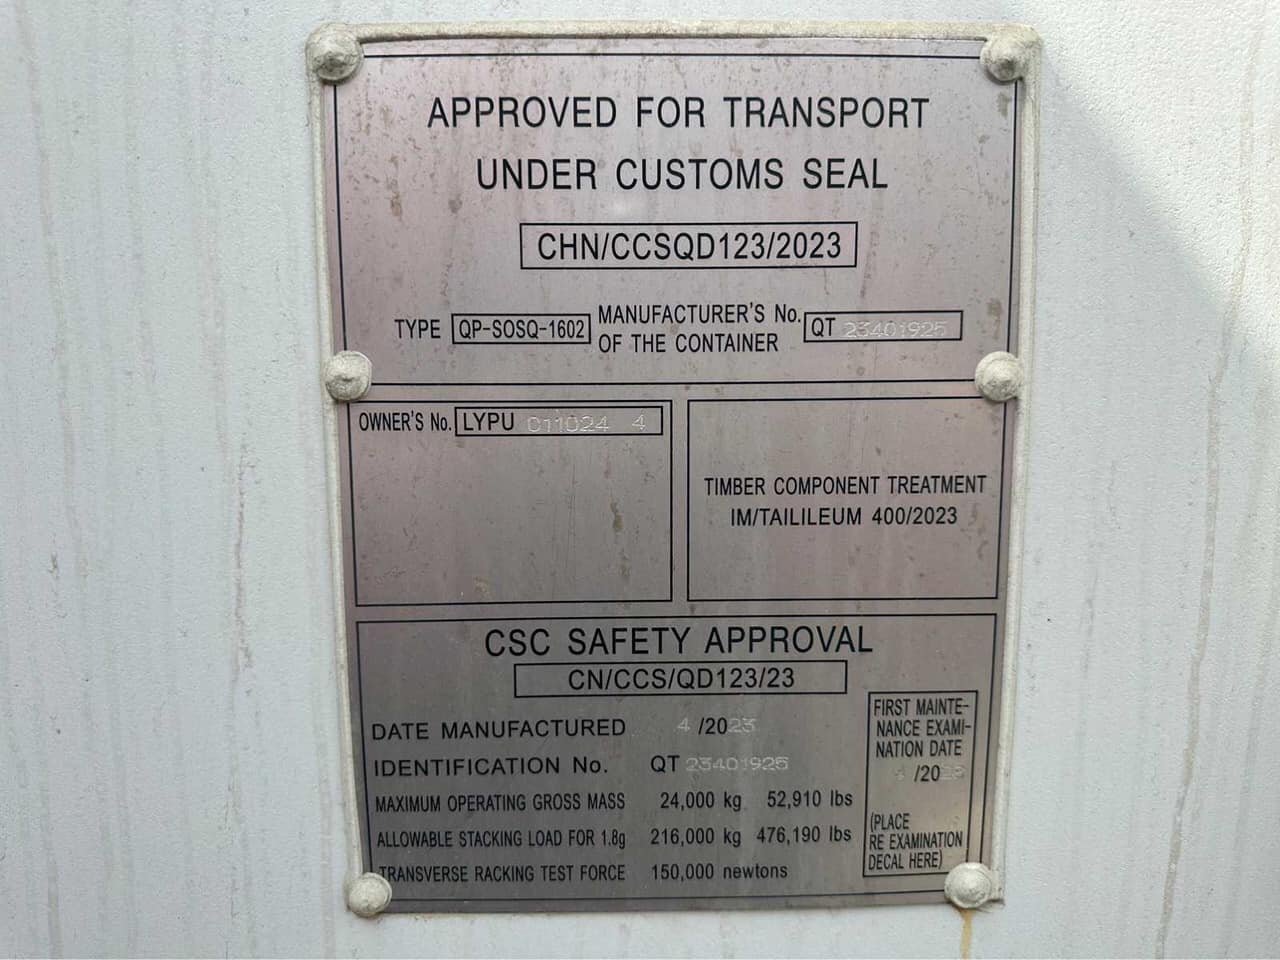 APPROVED FOR TRANSPORT
UNDER CUSTOMS SEAL
CHN/CCSQD123/2023
TYPE QP-SOSQ-1602 MANUFACTURER'S No. OF THE CONTAINER QT 23401925
OWNER'S No. LYPU 011024 4
TIMBER COMPONENT TREATMENT
IM/TAILILEUM 400/2023
CSC SAFETY APPROVAL
CN/CCS/QD123/23
DATE MANUFACTURED 4 /2023
IDENTIFICATION No. QT 23401925
MAXIMUM OPERATING GROSS MASS 24,000 kg 52,910 lbs
ALLOWABLE STACKING LOAD FOR 1.8g 216,000 kg 476,190 lbs
TRANSVERSE RACKING TEST FORCE 150,000 newtons
FIRST MAINTE-
NANCE EXAMI-
NATION DATE
(PLACE
RE EXAMINATION
DECAL HERE)